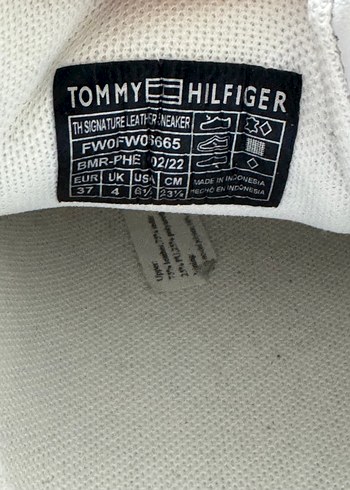 TOMMY HILFIGER
TH SIGNATURE LEATHER SNEAKER
FW0FW06665
BMR-PHE 02/22
EUR UK USA CM
37 4 6½ 23½
MADE IN INDONESIA
HECHO EN INDONESIA